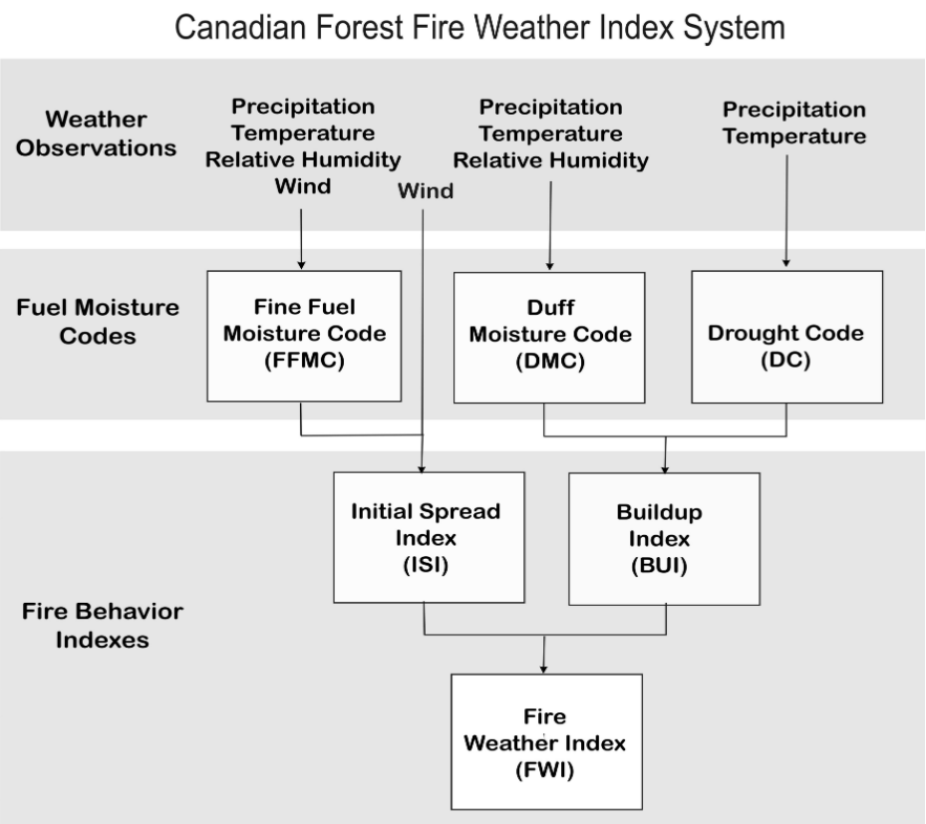 Canadian Forest Fire Weather Index System
Weather
Observations
Precipitation
Temperature
Relative Humidity
Wind
Wind
Precipitation
Temperature
Relative Humidity
Precipitation
Temperature
Fuel Moisture
Codes
Fine Fuel
Moisture Code
(FFMC)
Duff
Moisture Code
(DMC)
Drought Code
(DC)
Fire Behavior
Indexes
Initial Spread
Index
(ISI)
Buildup
Index
(BUI)
Fire
Weather Index
(FWI)